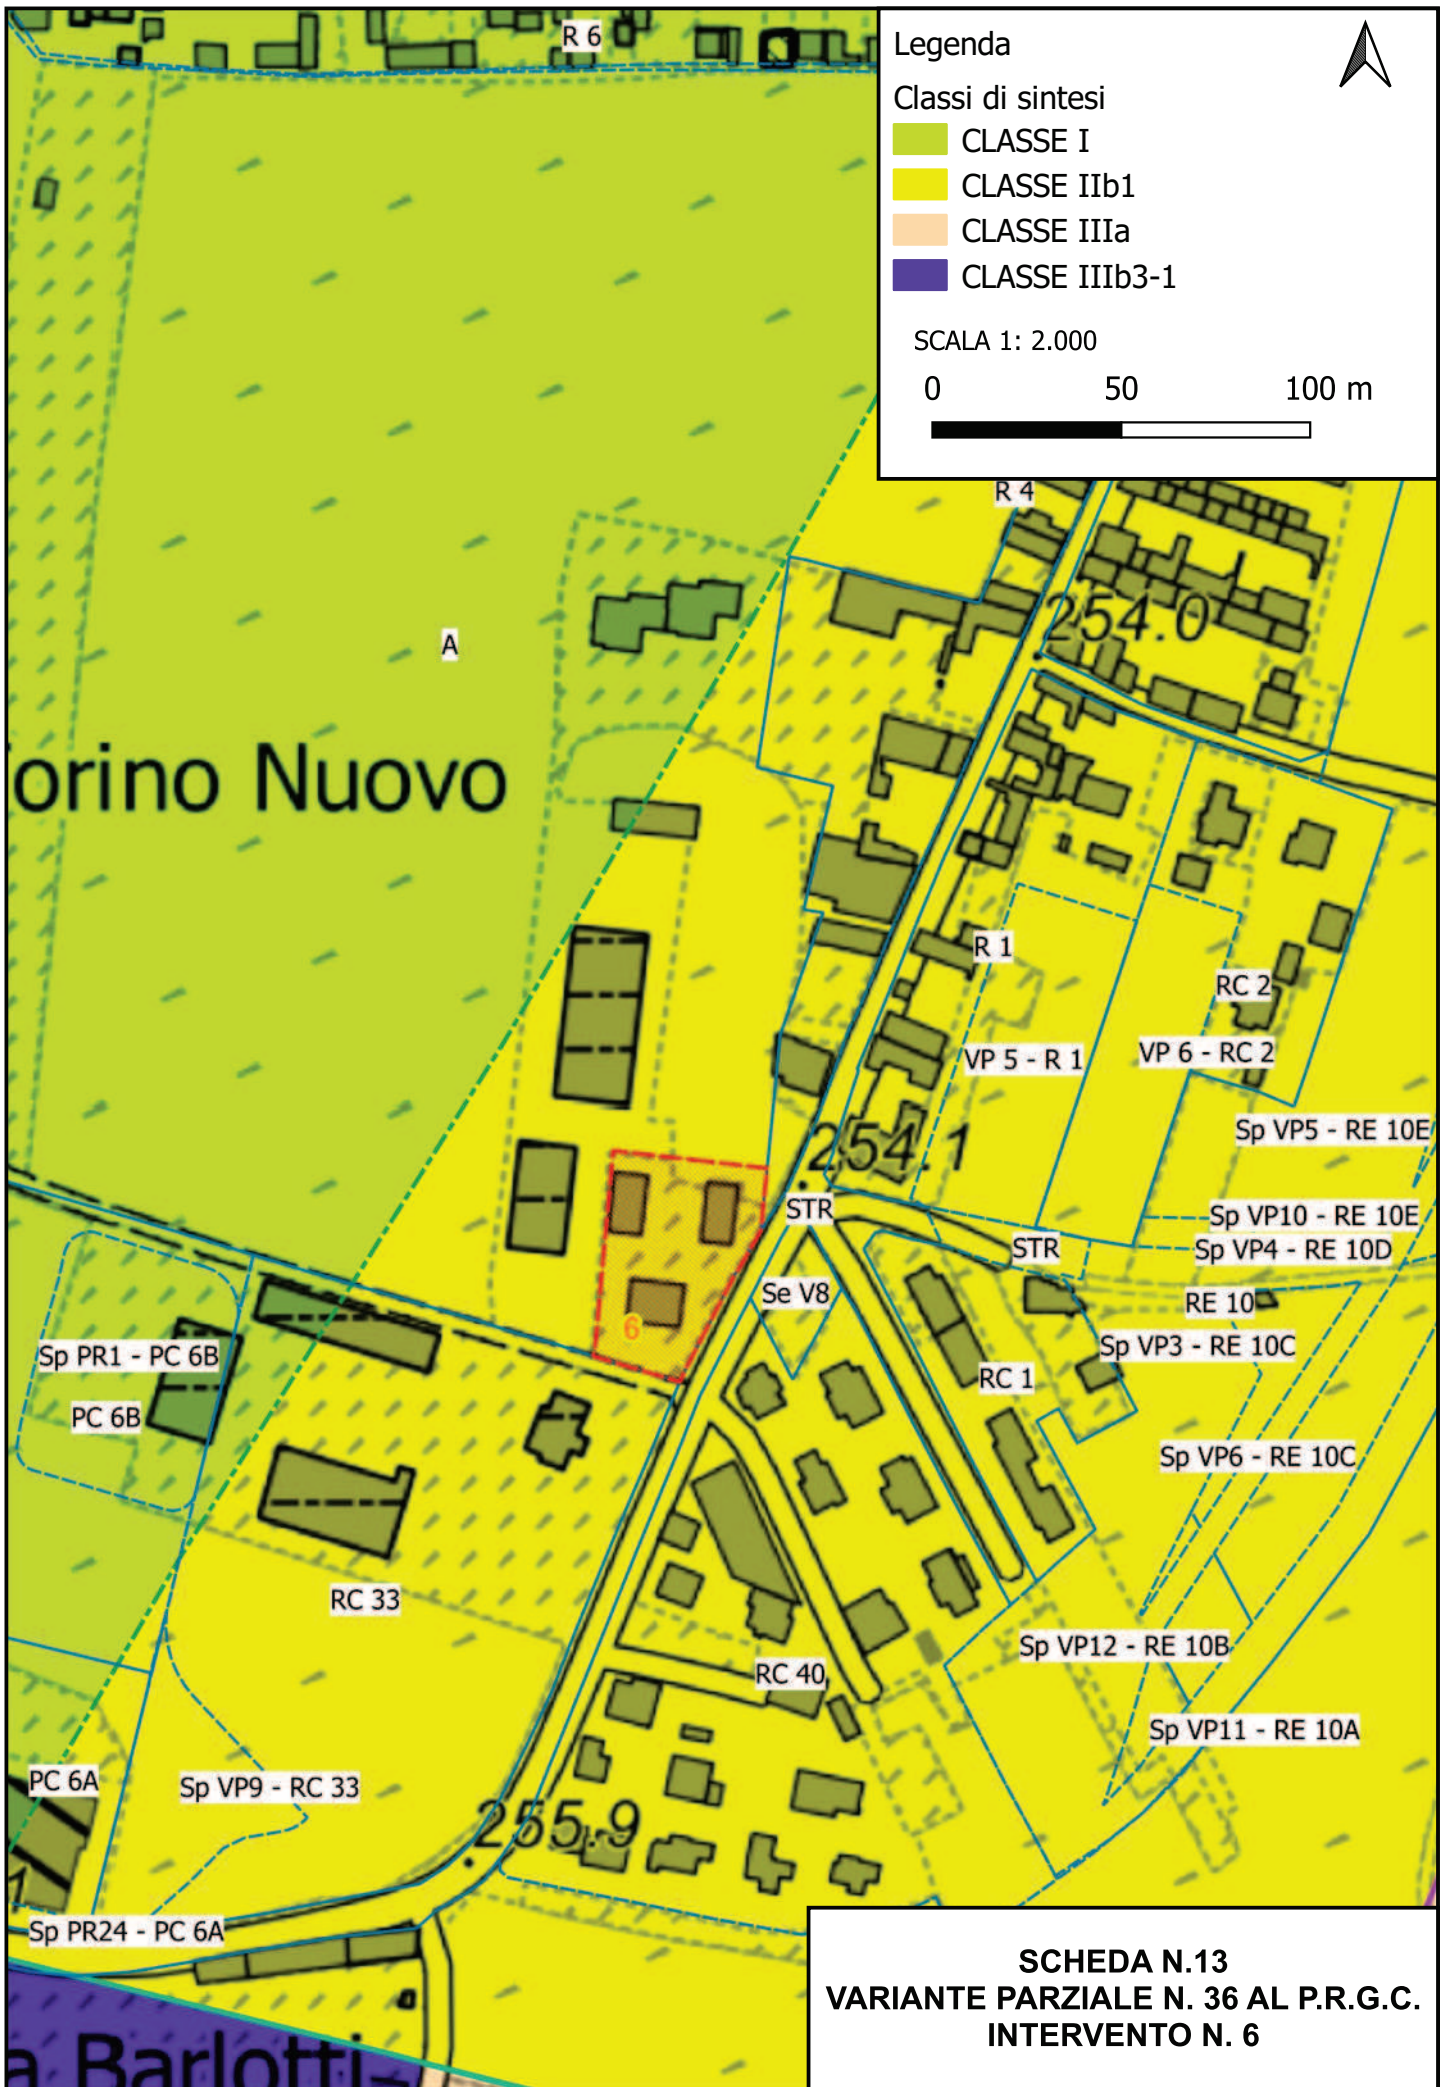 R 6
Legenda
Classi di sintesi
CLASSE I
CLASSE IIb1
CLASSE IIIa
CLASSE IIIb3-1
SCALA 1: 2.000
0 50 100 m
R 4
254.0
A
orino Nuovo
R 1
RC 2
VP 5 - R 1
VP 6 - RC 2
Sp VP5 - RE 10E
254.1
STR
Sp VP10 - RE 10E
STR
Sp VP4 - RE 10D
Se V8
RE 10
6
Sp PR1 - PC 6B
Sp VP3 - RE 10C
RC 1
PC 6B
Sp VP6 - RE 10C
RC 33
Sp VP12 - RE 10B
RC 40
Sp VP11 - RE 10A
PC 6A
Sp VP9 - RC 33
255.9
Sp PR24 - PC 6A
SCHEDA N.13
VARIANTE PARZIALE N. 36 AL P.R.G.C.
INTERVENTO N. 6
a Barlotti